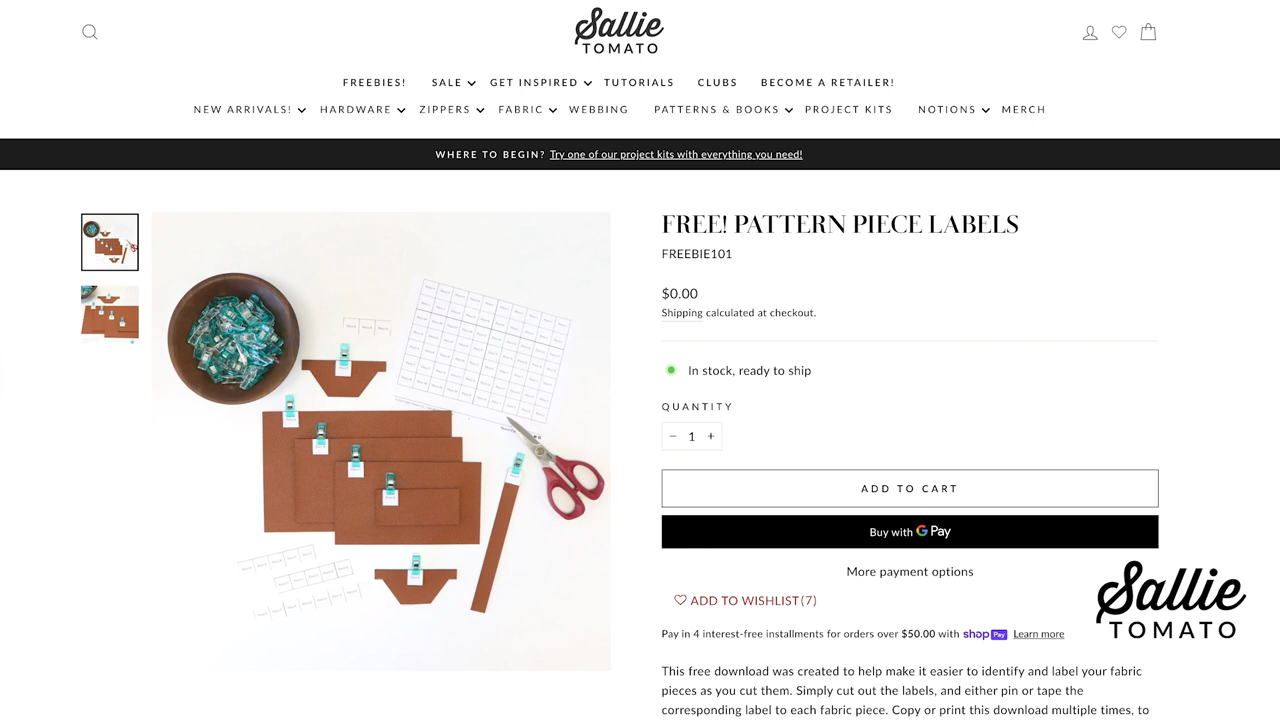 Sallie
TOMATO
FREEBIES! SALE GET INSPIRED TUTORIALS CLUBS BECOME A RETAILER!
NEW ARRIVALS! HARDWARE ZIPPERS FABRIC WEBBING PATTERNS & BOOKS PROJECT KITS NOTIONS MERCH
WHERE TO BEGIN? Try one of our project kits with everything you need!
FREE! PATTERN PIECE LABELS
FREEBIE101
$0.00
Shipping calculated at checkout.
In stock, ready to ship
QUANTITY
− 1 +
ADD TO CART
Buy with G Pay
More payment options
ADD TO WISHLIST(7)
Pay in 4 interest-free installments for orders over $50.00 with shop Pay Learn more
Sallie
TOMATO
This free download was created to help make it easier to identify and label your fabric
pieces as you cut them. Simply cut out the labels, and either pin or tape the
corresponding label to each fabric piece. Copy or print this download multiple times, to